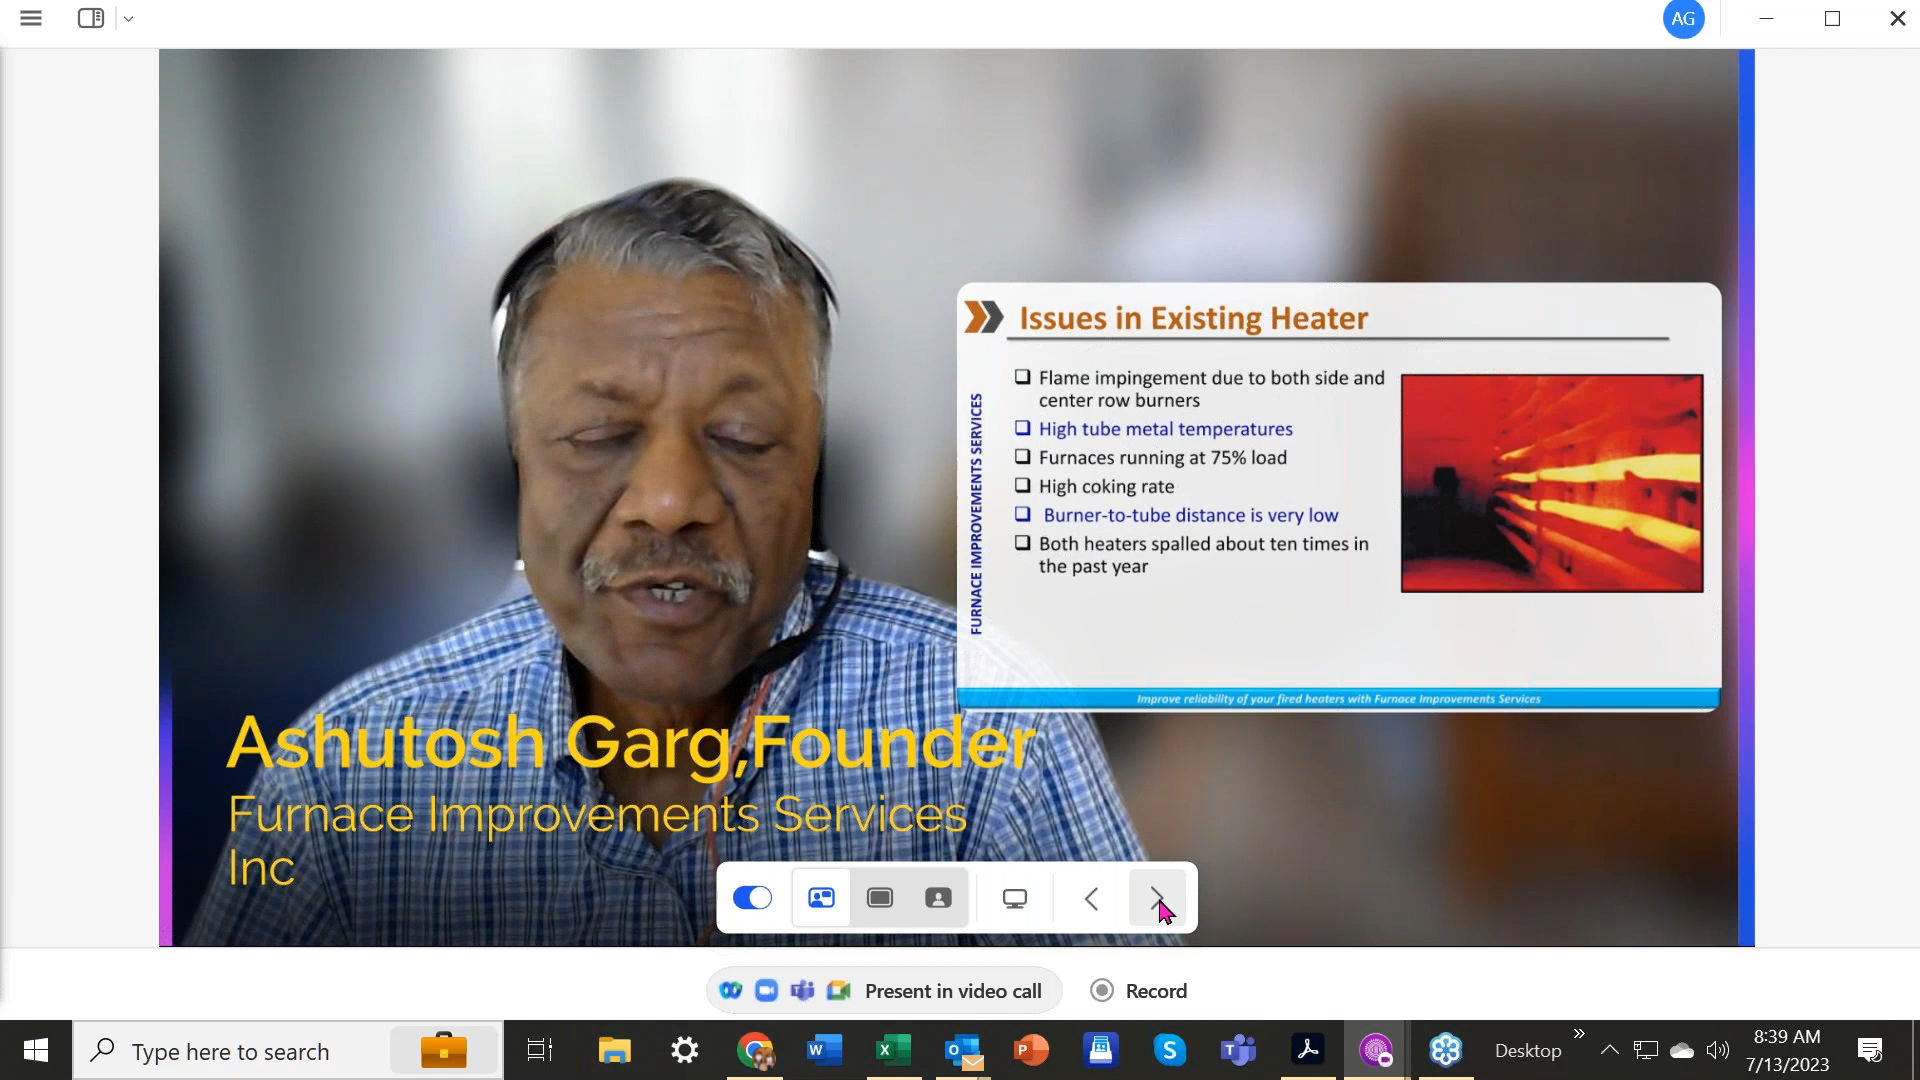 AG
Issues in Existing Heater
FURNACE IMPROVEMENTS SERVICES
Flame impingement due to both side and
center row burners
High tube metal temperatures
Furnaces running at 75% load
High coking rate
Burner-to-tube distance is very low
Both heaters spalled about ten times in
the past year
Improve reliability of your fired heaters with Furnace Improvements Services
Ashutosh Garg,Founder
Furnace Improvements Services
Inc
Present in video call
Record
Type here to search
Desktop
8:39 AM
7/13/2023